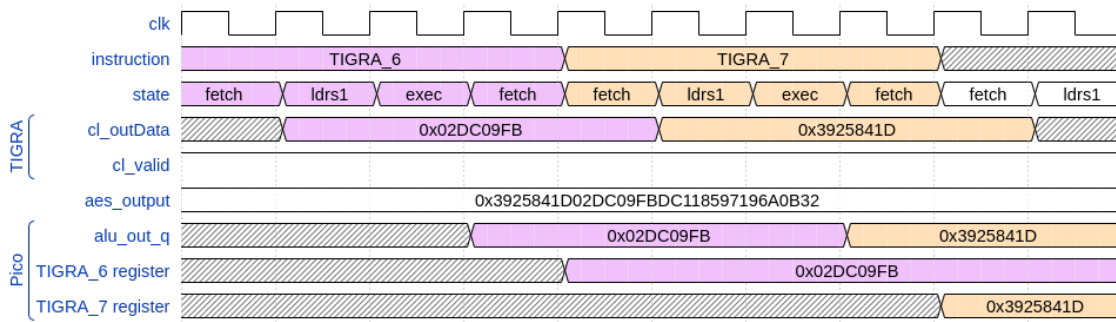 clk
instruction TIGRA_6 TIGRA_7
state fetch ldrs1 exec fetch fetch ldrs1 exec fetch fetch ldrs1
TIGRA
cl_outData 0x02DC09FB 0x3925841D
cl_valid
aes_output 0x3925841D02DC09FBDC118597196A0B32
Pico
alu_out_q 0x02DC09FB 0x3925841D
TIGRA_6 register 0x02DC09FB
TIGRA_7 register 0x3925841D